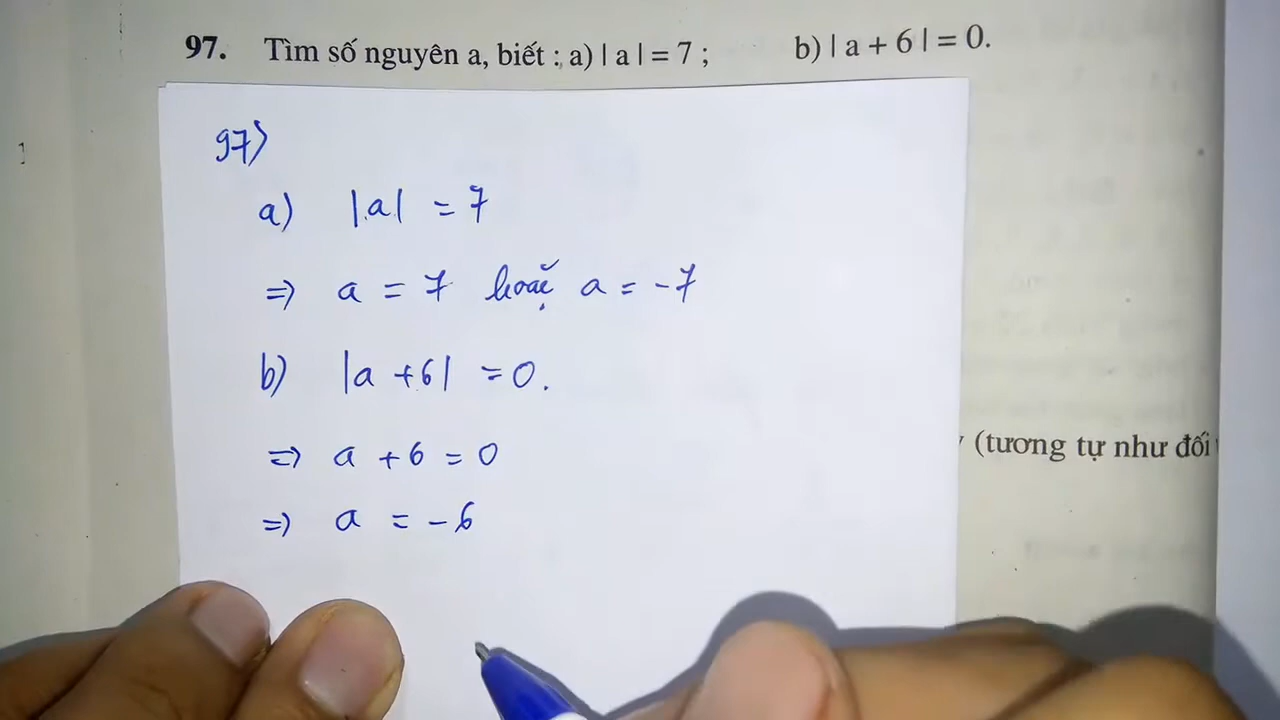 97. Tìm số nguyên a, biết : a) | a | = 7 ; b) | a + 6 | = 0.
97)
a) |a| = 7
=> a = 7 hoặc a = -7
b) |a + 6| = 0.
=> a + 6 = 0
=> a = -6
(tương tự như đối